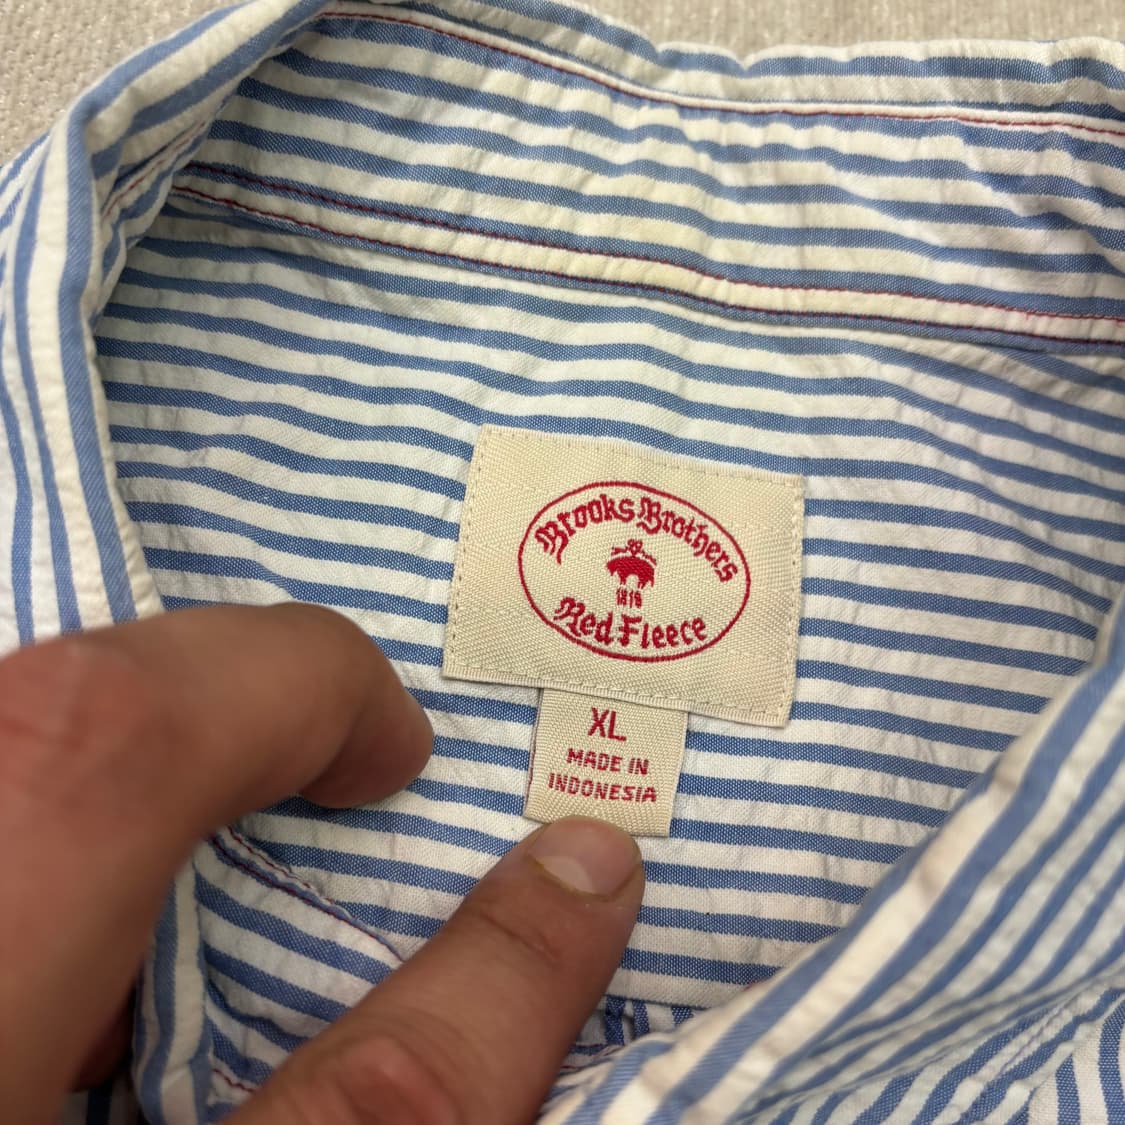 Brooks Brothers
1818
Red Fleece
XL
MADE IN
INDONESIA